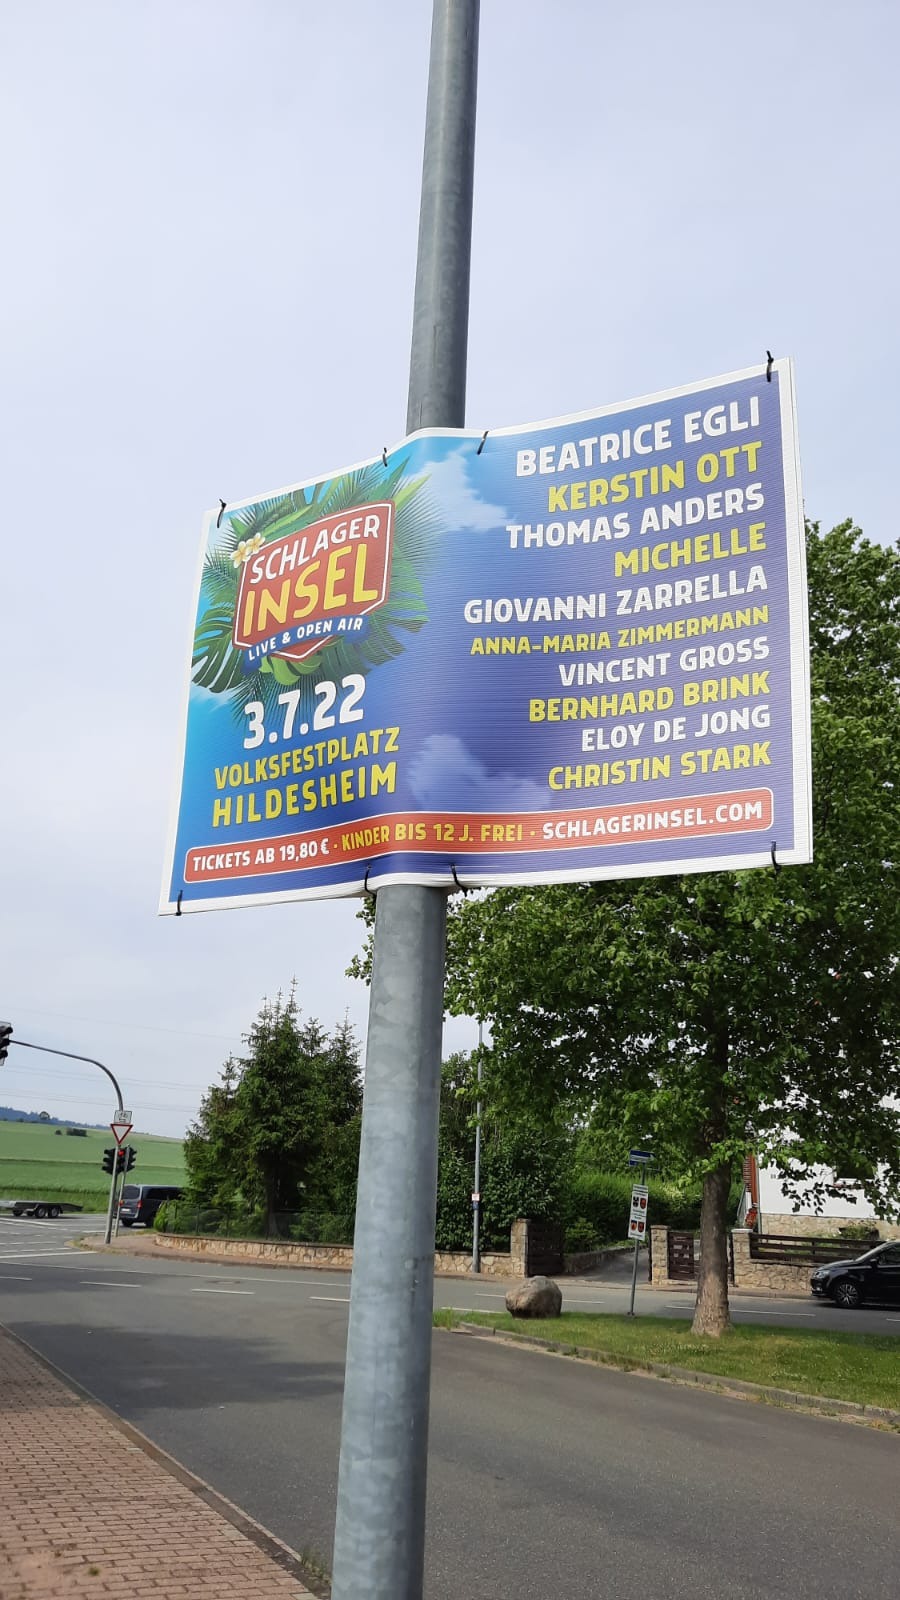 SCHLAGER
INSEL
LIVE & OPEN AIR
3.7.22
VOLKSFESTPLATZ
HILDESHEIM
BEATRICE EGLI
KERSTIN OTT
THOMAS ANDERS
MICHELLE
GIOVANNI ZARRELLA
ANNA-MARIA ZIMMERMANN
VINCENT GROSS
BERNHARD BRINK
ELOY DE JONG
CHRISTIN STARK
TICKETS AB 19,80 € · KINDER BIS 12 J. FREI · SCHLAGERINSEL.COM